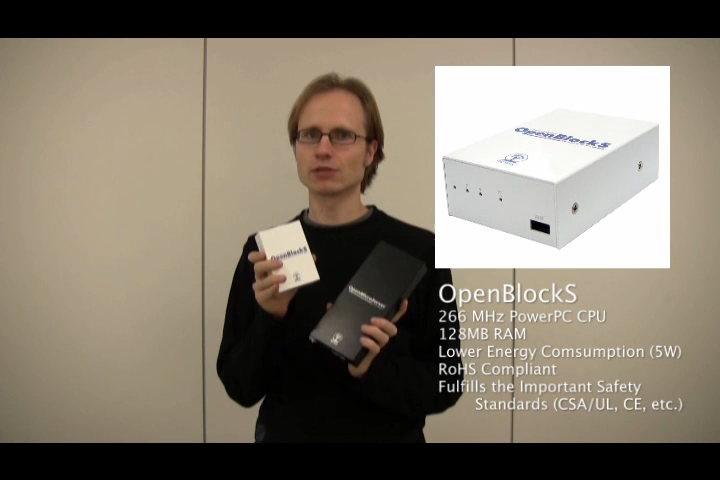 OpenBlockS
OpenBlockS
OpenMicroServer
OpenBlockS
266 MHz PowerPC CPU
128MB RAM
Lower Energy Comsumption (5W)
RoHS Compliant
Fulfills the Important Safety
Standards (CSA/UL, CE, etc.)